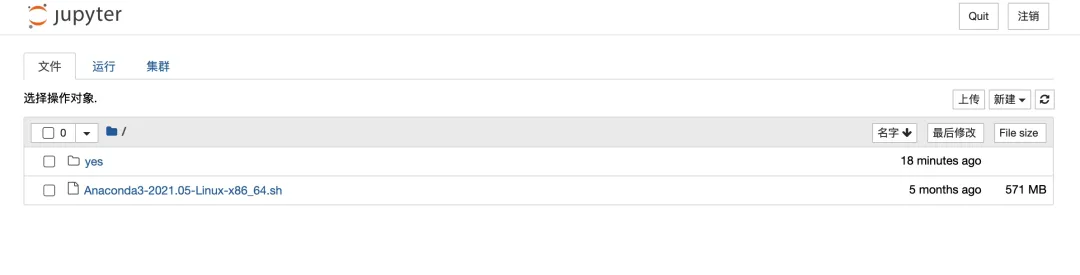 jupyter Quit 注销
文件 运行 集群
选择操作对象. 上传 新建
0 / 名字 最后修改 File size
yes 18 minutes ago
Anaconda3-2021.05-Linux-x86_64.sh 5 months ago 571 MB